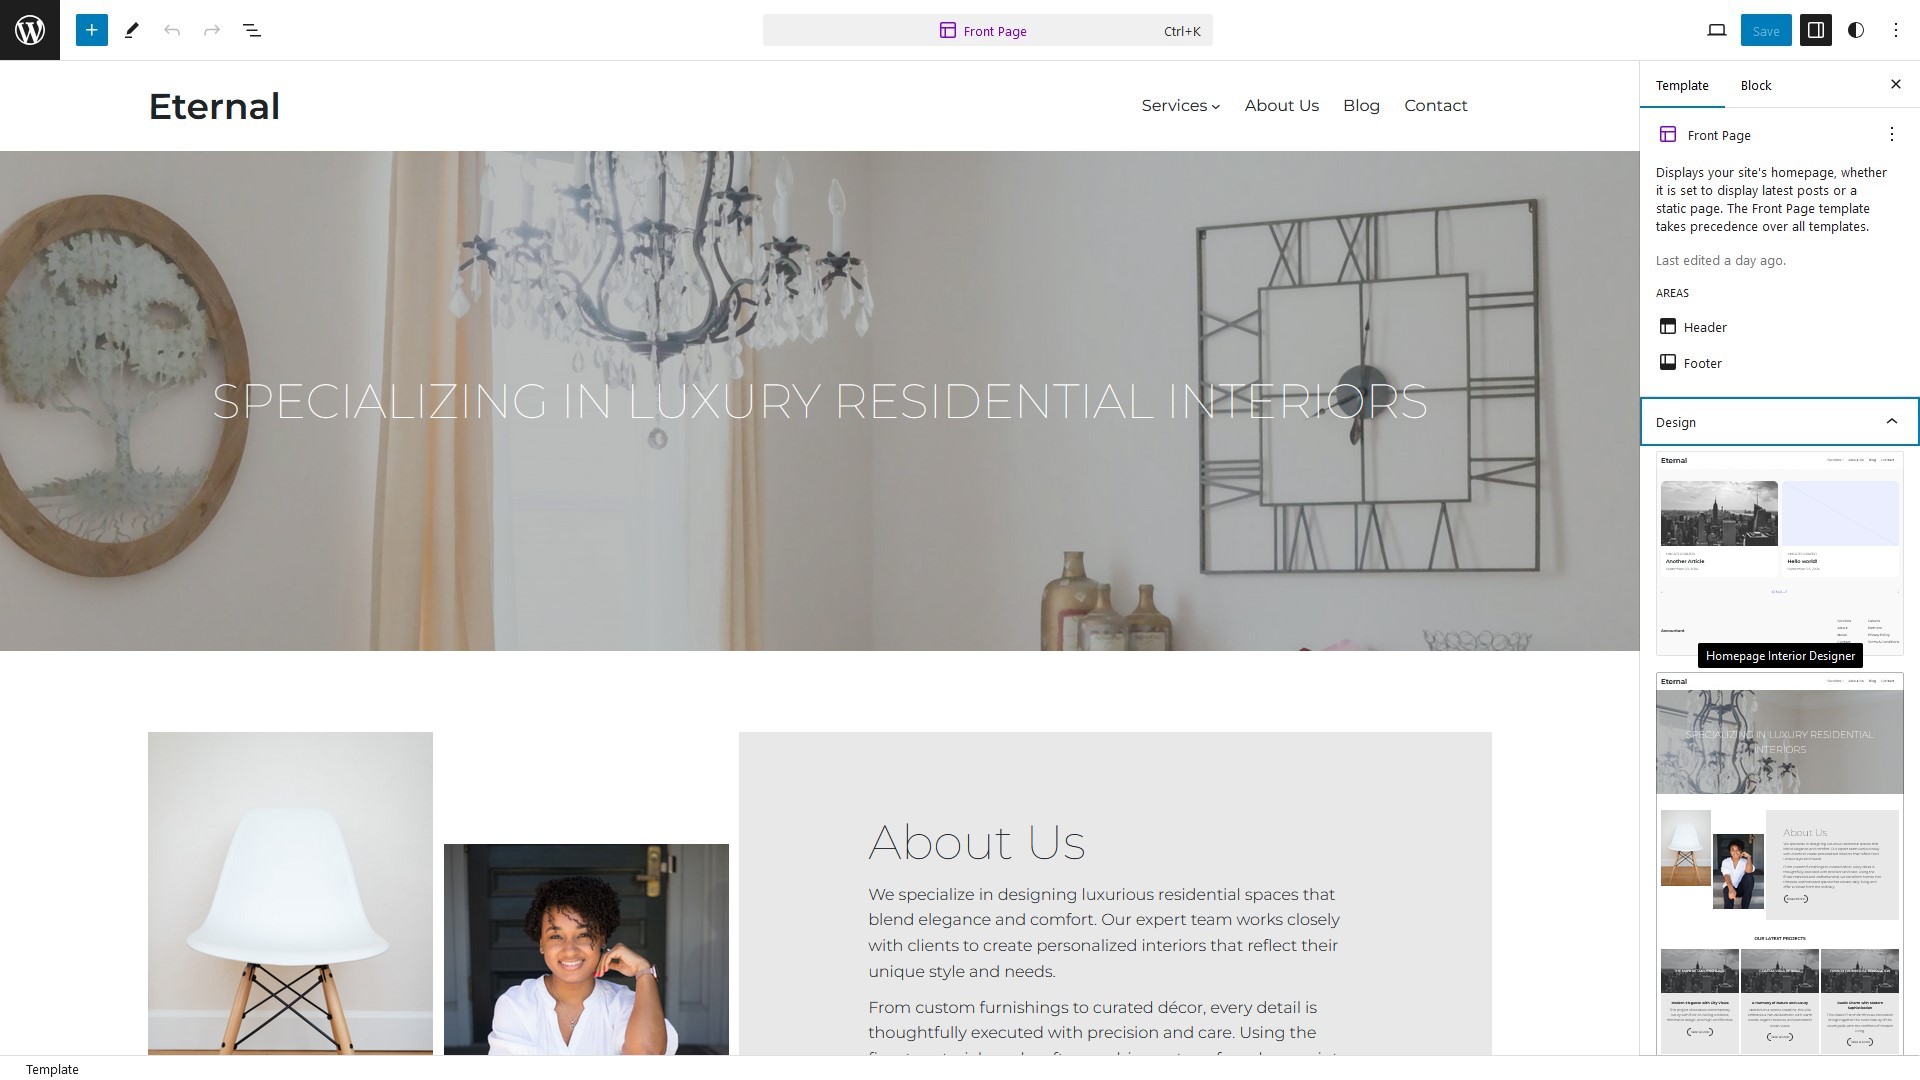 Front Page
Ctrl+K
Save
Eternal
Services
About Us
Blog
Contact
SPECIALIZING IN LUXURY RESIDENTIAL INTERIORS
About Us
We specialize in designing luxurious residential spaces that
blend elegance and comfort. Our expert team works closely
with clients to create personalized interiors that reflect their
unique style and needs.
From custom furnishings to curated décor, every detail is
thoughtfully executed with precision and care. Using the
Template
Block
Front Page
Displays your site's homepage, whether
it is set to display latest posts or a
static page. The Front Page template
takes precedence over all templates.
Last edited a day ago.
AREAS
Header
Footer
Design
Eternal
Another Article
Hello world!
Accountant
Homepage Interior Designer
Eternal
SPECIALIZING IN LUXURY RESIDENTIAL
INTERIORS
About Us
OUR LATEST PROJECTS
Template